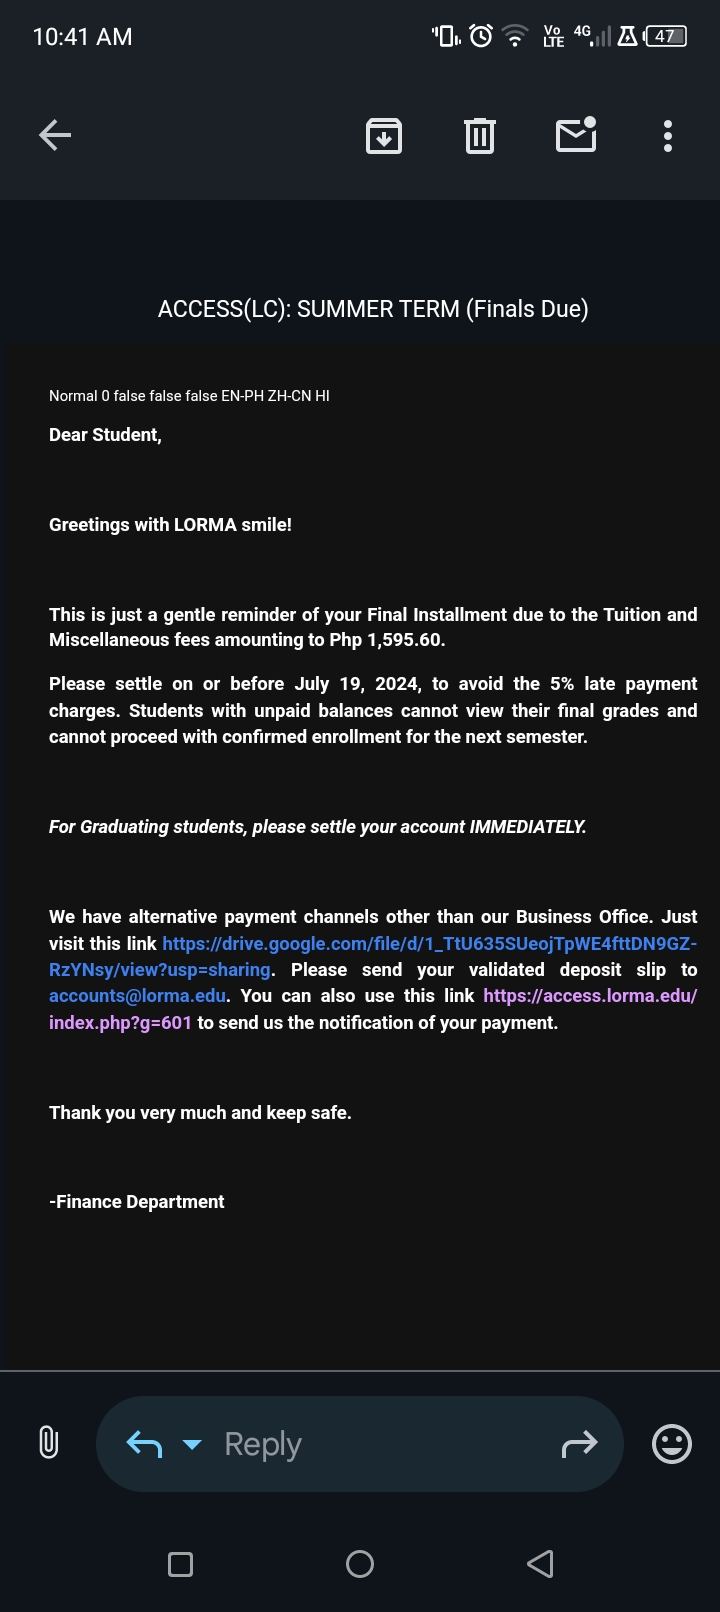 10:41 AM
Vo LTE 4G 47
ACCESS(LC): SUMMER TERM (Finals Due)
Normal 0 false false false EN-PH ZH-CN HI
Dear Student,
Greetings with LORMA smile!
This is just a gentle reminder of your Final Installment due to the Tuition and
Miscellaneous fees amounting to Php 1,595.60.
Please settle on or before July 19, 2024, to avoid the 5% late payment
charges. Students with unpaid balances cannot view their final grades and
cannot proceed with confirmed enrollment for the next semester.
For Graduating students, please settle your account IMMEDIATELY.
We have alternative payment channels other than our Business Office. Just
visit this link https://drive.google.com/file/d/1_TtU635SUeojTpWE4fttDN9GZ-
RzYNsy/view?usp=sharing. Please send your validated deposit slip to
accounts@lorma.edu. You can also use this link https://access.lorma.edu/
index.php?g=601 to send us the notification of your payment.
Thank you very much and keep safe.
-Finance Department
Reply